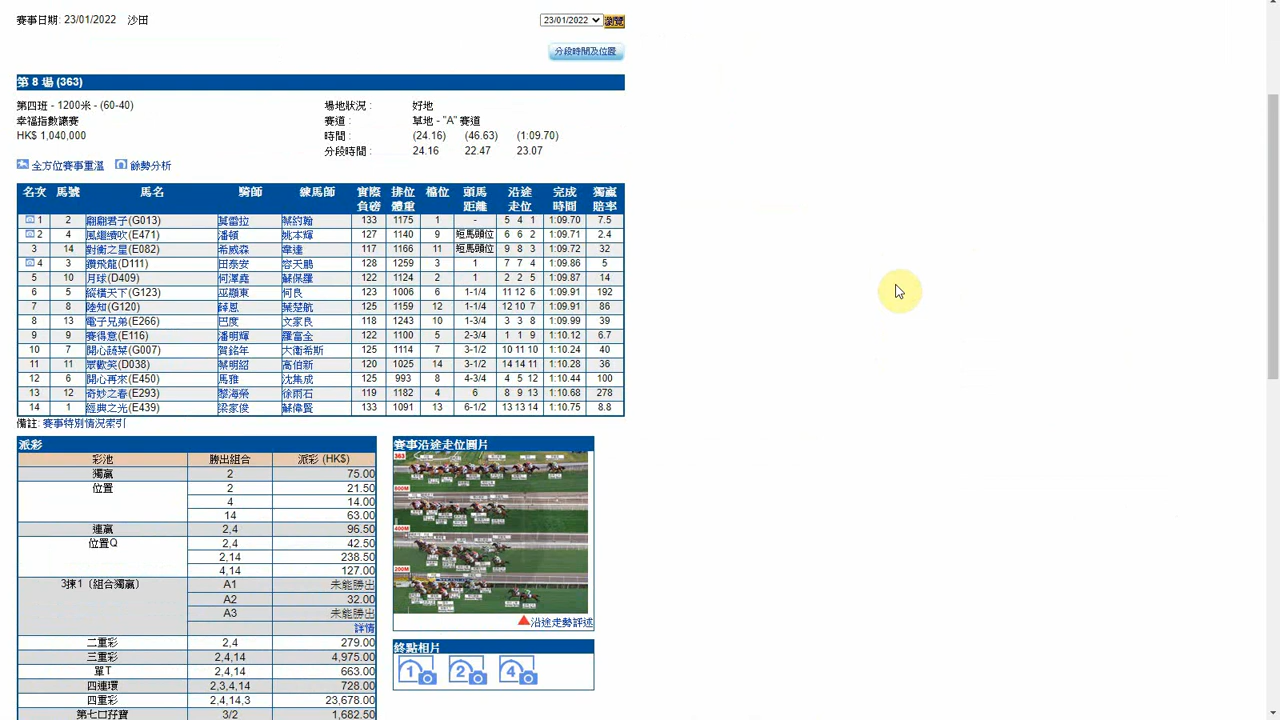 賽事日期: 23/01/2022 沙田
23/01/2022 瀏覽
分段時間及位置
第 8 場 (363)
第四班 - 1200米 - (60-40) 場地狀況 : 好地
幸福指數讓賽 賽道 : 草地 - "A" 賽道
HK$ 1,040,000 時間 : (24.16) (46.63) (1:09.70)
分段時間 : 24.16 22.47 23.07
全方位賽事重溫 餘勢分析
名次 馬號 馬名 騎師 練馬師 實際負磅 排位體重 檔位 頭馬距離 沿途走位 完成時間 獨贏賠率
1 2 翩翩君子(G013) 莫雷拉 蔡約翰 133 1175 1 - 5 4 1 1:09.70 7.5
2 4 風繼續吹(E471) 潘頓 姚本輝 127 1140 9 短馬頭位 6 6 2 1:09.71 2.4
3 14 對衡之星(E082) 希威森 韋達 117 1166 11 短馬頭位 9 8 3 1:09.72 32
4 3 鑽飛龍(D111) 田泰安 容天鵬 128 1259 3 1 7 7 4 1:09.86 5
5 10 月球(D409) 何澤堯 蘇保羅 122 1124 2 1 2 2 5 1:09.87 14
6 5 縱橫天下(G123) 巫顯東 何良 123 1006 6 1-1/4 11 12 6 1:09.91 192
7 8 陸知(G120) 薛恩 葉楚航 125 1159 12 1-1/4 12 10 7 1:09.91 86
8 13 電子兄弟(E266) 巴度 文家良 118 1243 10 1-3/4 3 3 8 1:09.99 39
9 9 賽得意(E116) 潘明輝 羅富全 122 1100 5 2-3/4 1 1 9 1:10.12 6.7
10 7 開心蔬菜(G007) 賀銘年 大衛希斯 125 1114 7 3-1/2 10 11 10 1:10.24 40
11 11 眾歡笑(D038) 蔡明紹 高伯新 120 1025 14 3-1/2 14 14 11 1:10.28 36
12 6 開心再來(E450) 馬雅 沈集成 125 993 8 4-3/4 4 5 12 1:10.44 100
13 12 奇妙之春(E293) 黎海榮 徐雨石 119 1182 4 6 8 9 13 1:10.68 278
14 1 經典之光(E439) 梁家俊 蘇偉賢 133 1091 13 6-1/2 13 13 14 1:10.75 8.8
備註: 賽事特別情況索引
派彩
彩池 勝出組合 派彩 (HK$)
獨贏 2 75.00
位置 2 21.50
4 14.00
14 63.00
連贏 2,4 96.50
位置Q 2,4 42.50
2,14 238.50
4,14 127.00
3揀1 (組合獨贏) A1 未能勝出
A2 32.00
A3 未能勝出
詳情
二重彩 2,4 279.00
三重彩 2,4,14 4,975.00
單T 2,4,14 663.00
四連環 2,3,4,14 728.00
四重彩 2,4,14,3 23,678.00
第七口孖寶 3/2 1,682.50
賽事沿途走位圖片
363
600M
400M
200M
沿途走勢評述
終點相片
1 2 4